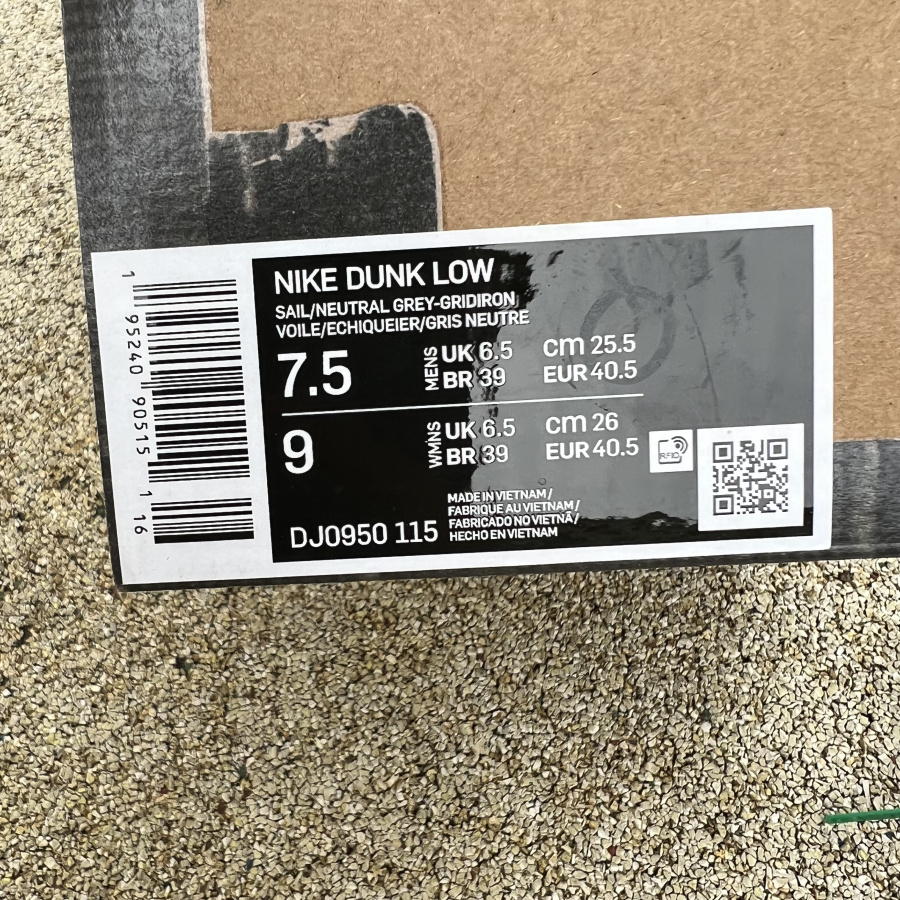 NIKE DUNK LOW
SAIL/NEUTRAL GREY-GRIDIRON
VOILE/ECHIQUEIER/GRIS NEUTRE
7.5 MENS UK 6.5 cm 25.5
BR 39 EUR 40.5
9 WMNS UK 6.5 cm 26
BR 39 EUR 40.5
RFID
DJ0950 115
MADE IN VIETNAM /
FABRIQUE AU VIETNAM /
FABRICADO NO VIETNÃ /
HECHO EN VIETNAM
1 95240 90515 1 16